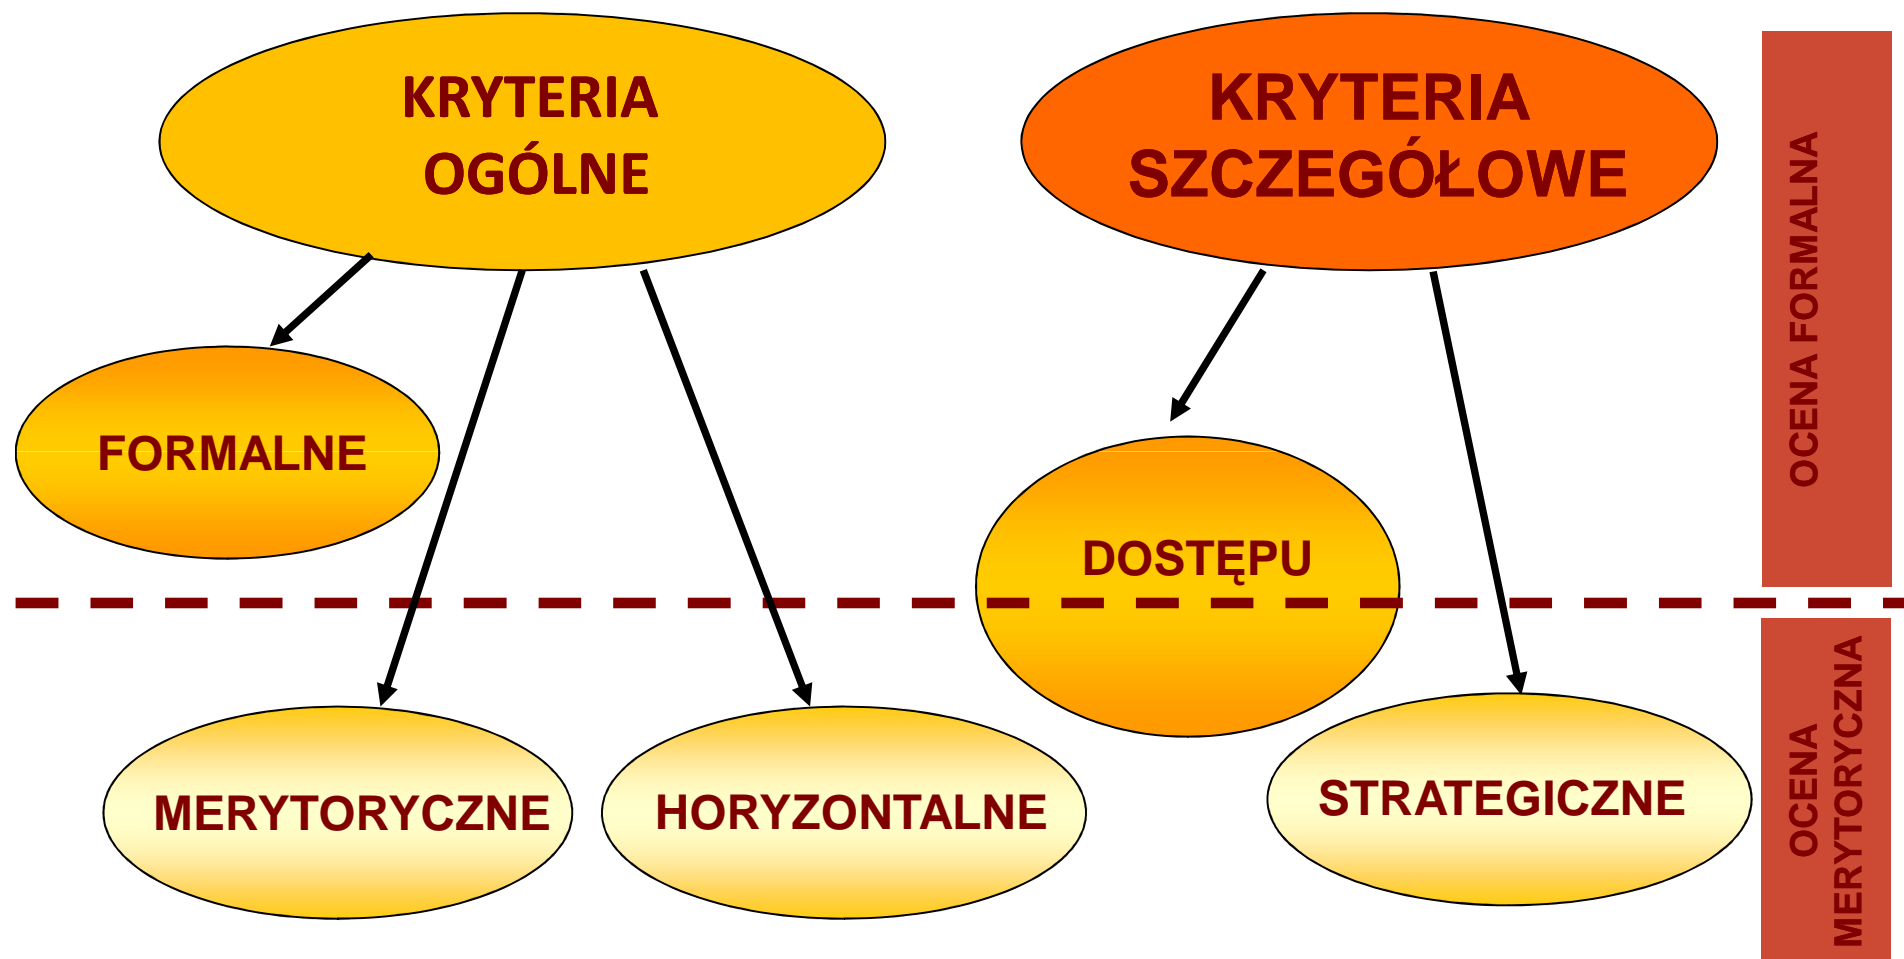 KRYTERIA
OGÓLNE
KRYTERIA
SZCZEGÓŁOWE
FORMALNE
DOSTĘPU
MERYTORYCZNE
HORYZONTALNE
STRATEGICZNE
OCENA FORMALNA
OCENA
MERYTORYCZNA